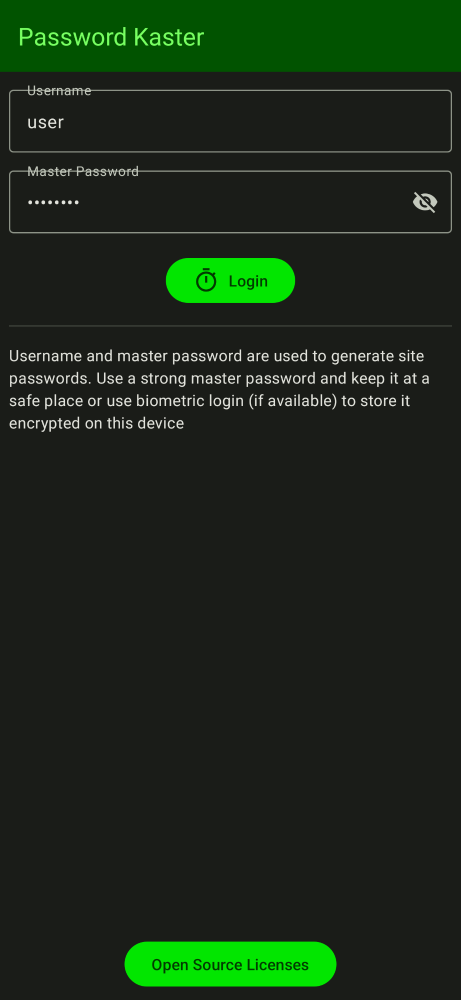 Password Kaster
Username
user
Master Password
••••••••
Login
Username and master password are used to generate site
passwords. Use a strong master password and keep it at a
safe place or use biometric login (if available) to store it
encrypted on this device
Open Source Licenses